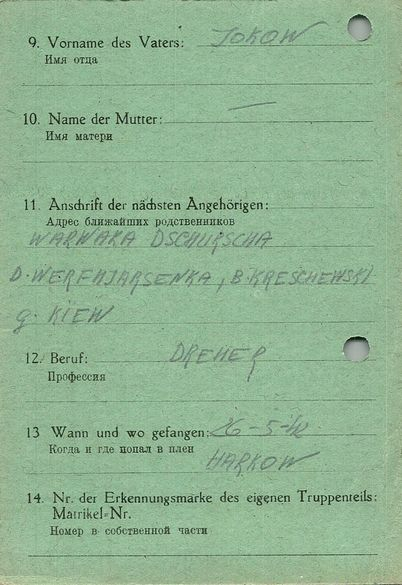 9. Vorname des Vaters: JOKOW
Имя отца
10. Name der Mutter: —
Имя матери
11. Anschrift der nächsten Angehörigen:
Адрес ближайших родственников
WARWARA DSCHURSCHA
D. WERFNJARSENKA, B. KRESCHEWSKI
g. KIEW
12. Beruf: DREHER
Профессия
13 Wann und wo gefangen: 26-5-42
Когда и где попал в плен
HARKOW
14. Nr. der Erkennungsmarke des eigenen Truppenteils:
Matrikel-Nr.
Номер в собственной части